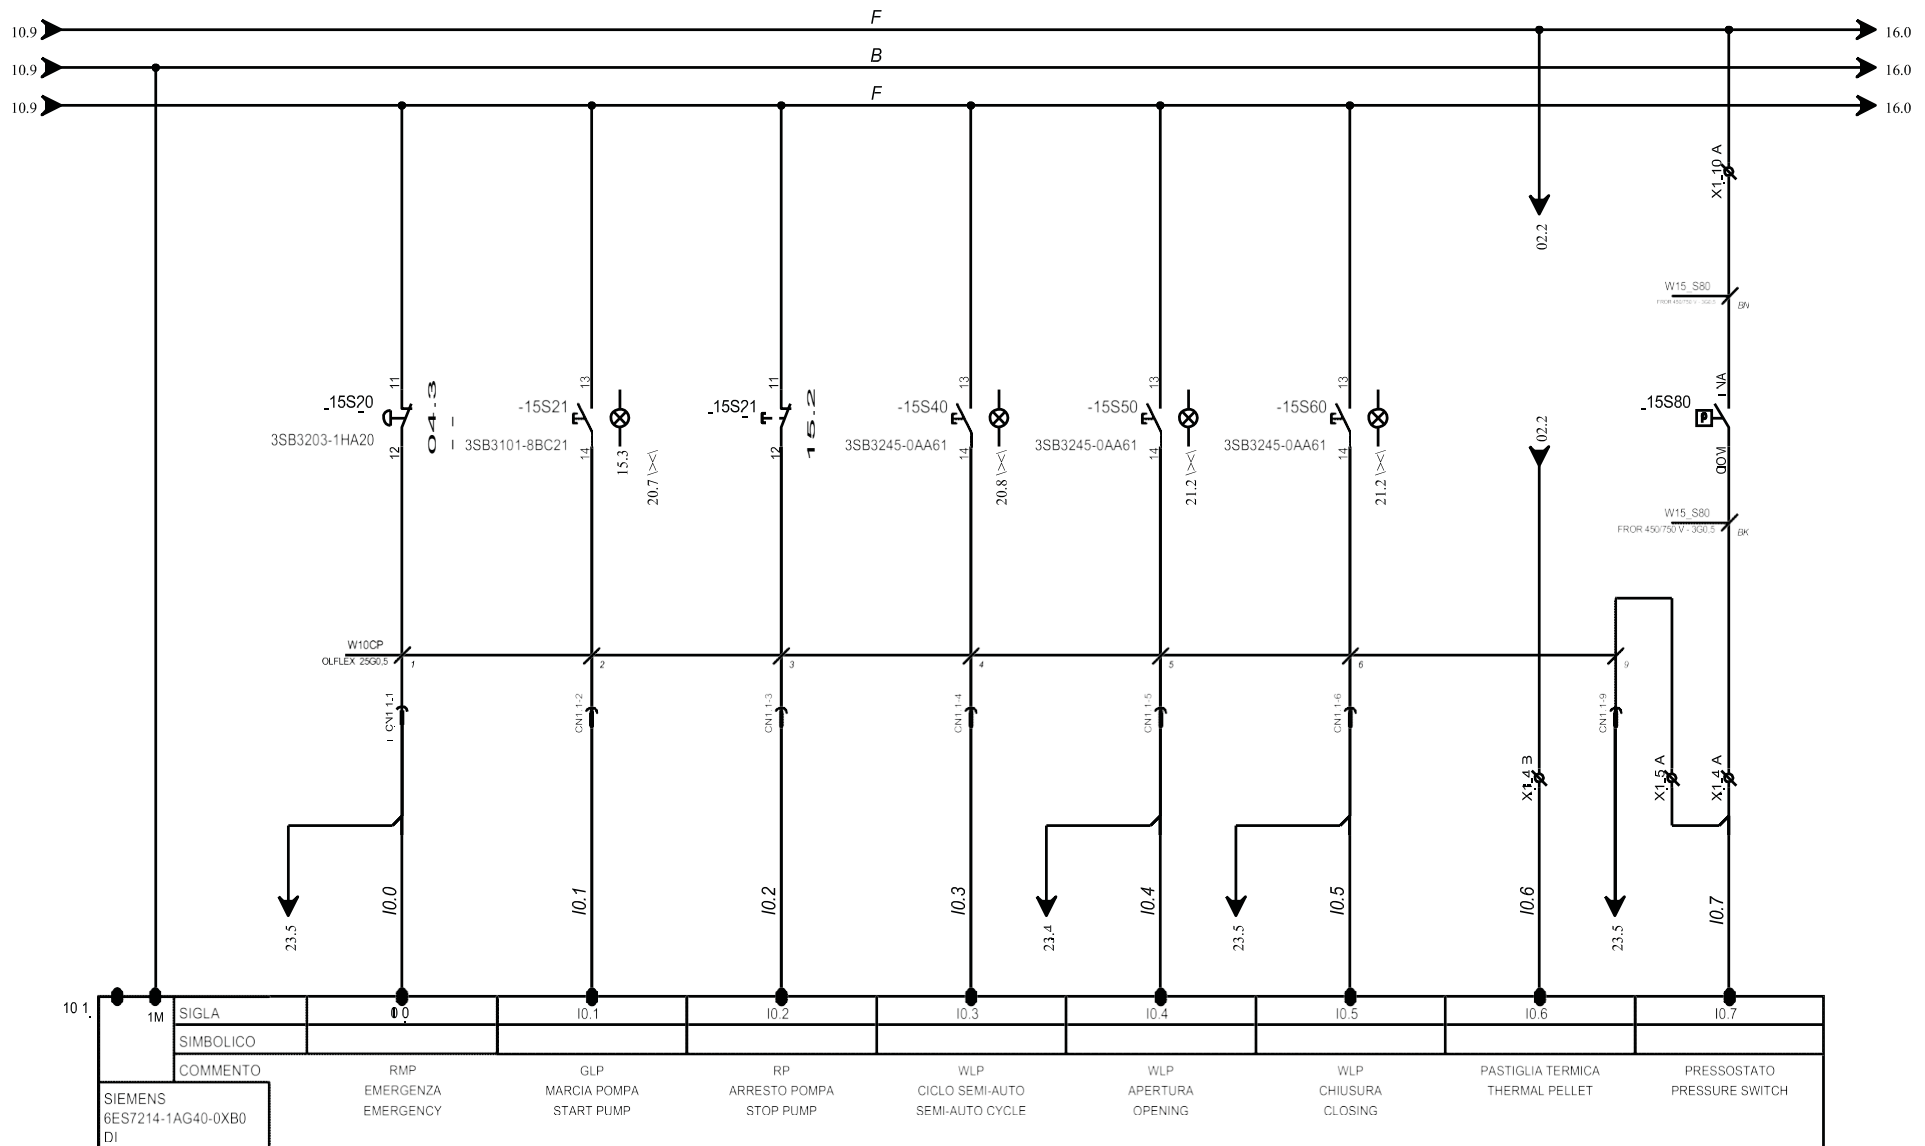 F
10.9 16.0
B
10.9 16.0
F
10.9 16.0
X1-10 A
02.2
W15_S80
BN
11 13 11 13 13 13 NA
-15S20 04.3 -15S21 -15S21 15.2 -15S40 -15S50 -15S60 -15S80
P
3SB3203-1HA20 3SB3101-8BC21 3SB3245-0AA61 3SB3245-0AA61 3SB3245-0AA61
12 14 12 14 14 14 COM
02.2
15.3
20.7 20.8 21.2 21.2
W15_S80
FROR 450/750 V - 3G0,5 BK
W10CP
OLFLEX 25G0,5 1 2 3 4 5 6 9
CN1.1-1 CN1.1-2 CN1.1-3 CN1.1-4 CN1.1-5 CN1.1-6 CN1.1-9
X1-4 B X1-5 A X1-4 A
I0.0 I0.1 I0.2 I0.3 I0.4 I0.5 I0.6 I0.7
23.5 23.4 23.5 23.5
10 1.
1M SIGLA I0.1 I0.2 I0.3 I0.4 I0.5 I0.6 I0.7
SIMBOLICO
COMMENTO RMP GLP RP WLP WLP WLP PASTIGLIA TERMICA PRESSOSTATO
EMERGENZA MARCIA POMPA ARRESTO POMPA CICLO SEMI-AUTO APERTURA CHIUSURA THERMAL PELLET PRESSURE SWITCH
EMERGENCY START PUMP STOP PUMP SEMI-AUTO CYCLE OPENING CLOSING
SIEMENS
6ES7214-1AG40-0XB0
DI